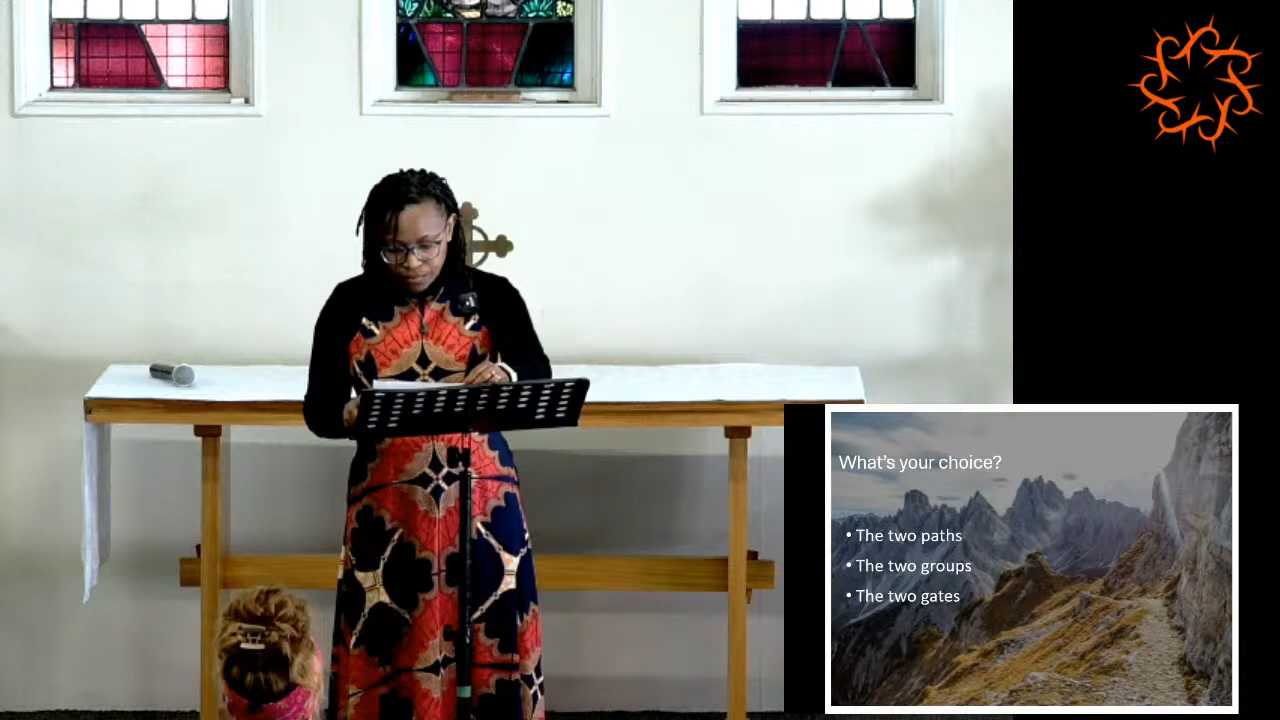 What's your choice?
• The two paths
• The two groups
• The two gates